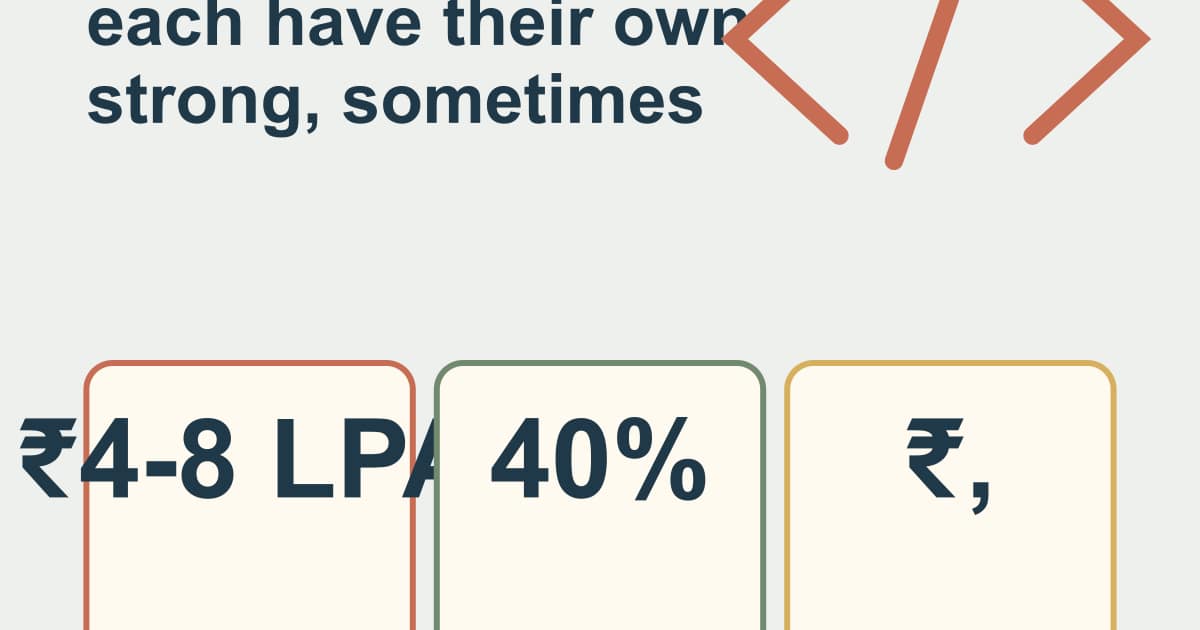 each have their own
strong, sometimes
₹4-8 LPA
40%
₹,